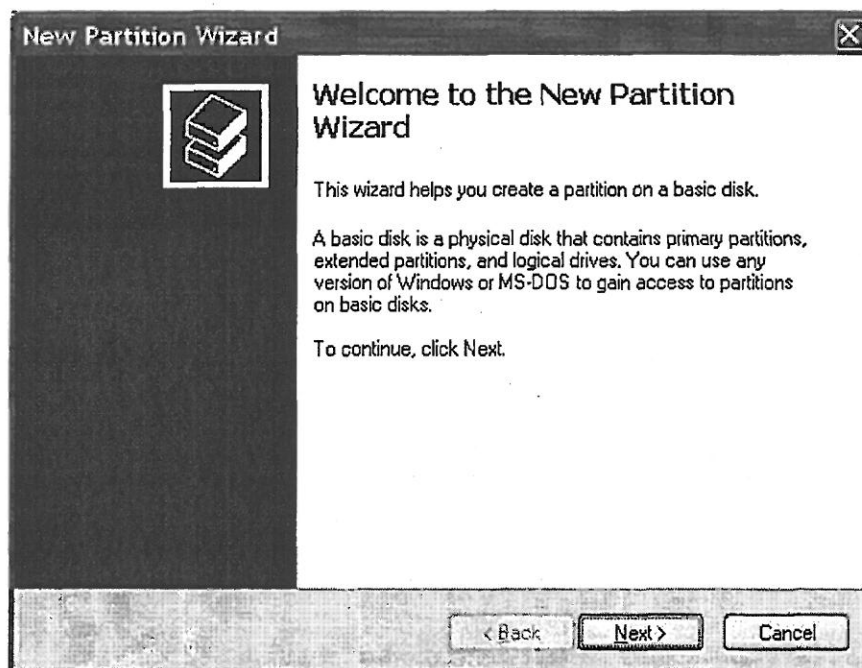 New Partition Wizard
Welcome to the New Partition
Wizard
This wizard helps you create a partition on a basic disk.
A basic disk is a physical disk that contains primary partitions,
extended partitions, and logical drives. You can use any
version of Windows or MS-DOS to gain access to partitions
on basic disks.
To continue, click Next.
< Back Next > Cancel